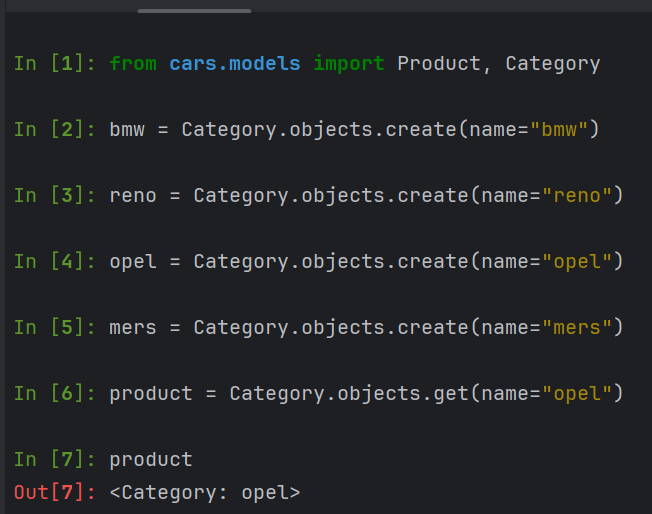 In [1]: from cars.models import Product, Category
In [2]: bmw = Category.objects.create(name="bmw")
In [3]: reno = Category.objects.create(name="reno")
In [4]: opel = Category.objects.create(name="opel")
In [5]: mers = Category.objects.create(name="mers")
In [6]: product = Category.objects.get(name="opel")
In [7]: product
Out[7]: <Category: opel>